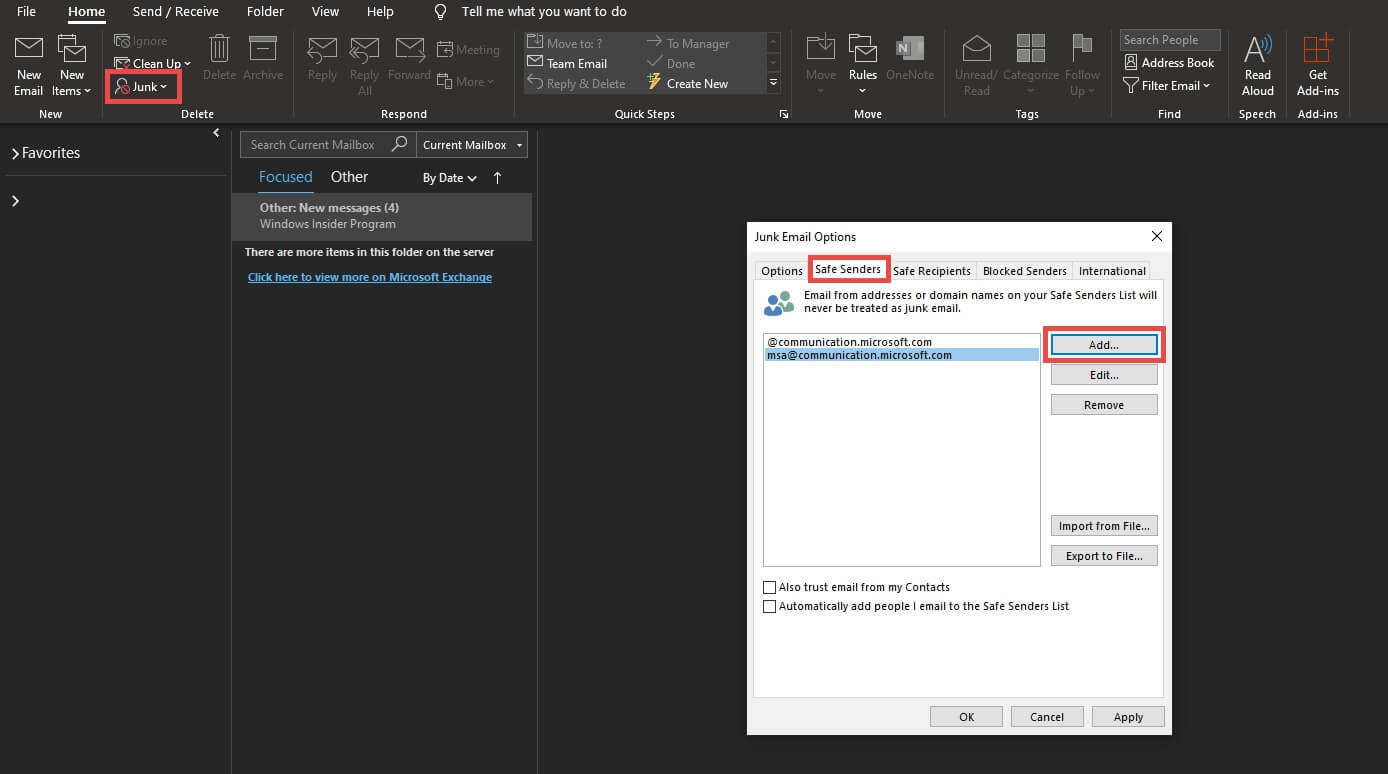 File Home Send / Receive Folder View Help Tell me what you want to do
New Email
New Items
New
Ignore
Clean Up
Junk
Delete
Archive
Delete
Reply
Reply All
Forward
Meeting
More
Respond
Move to: ?
Team Email
Reply & Delete
To Manager
Done
Create New
Quick Steps
Move
Rules
OneNote
N
Move
Unread/ Read
Categorize
Follow Up
Tags
Search People
Address Book
Filter Email
Find
Read Aloud
Speech
Get Add-ins
Add-ins
Favorites
Search Current Mailbox Current Mailbox
Focused Other By Date
Other: New messages (4)
Windows Insider Program
There are more items in this folder on the server
Click here to view more on Microsoft Exchange
Junk Email Options
Options Safe Senders Safe Recipients Blocked Senders International
Email from addresses or domain names on your Safe Senders List will
never be treated as junk email.
@communication.microsoft.com
msa@communication.microsoft.com
Add...
Edit...
Remove
Import from File...
Export to File...
Also trust email from my Contacts
Automatically add people I email to the Safe Senders List
OK Cancel Apply